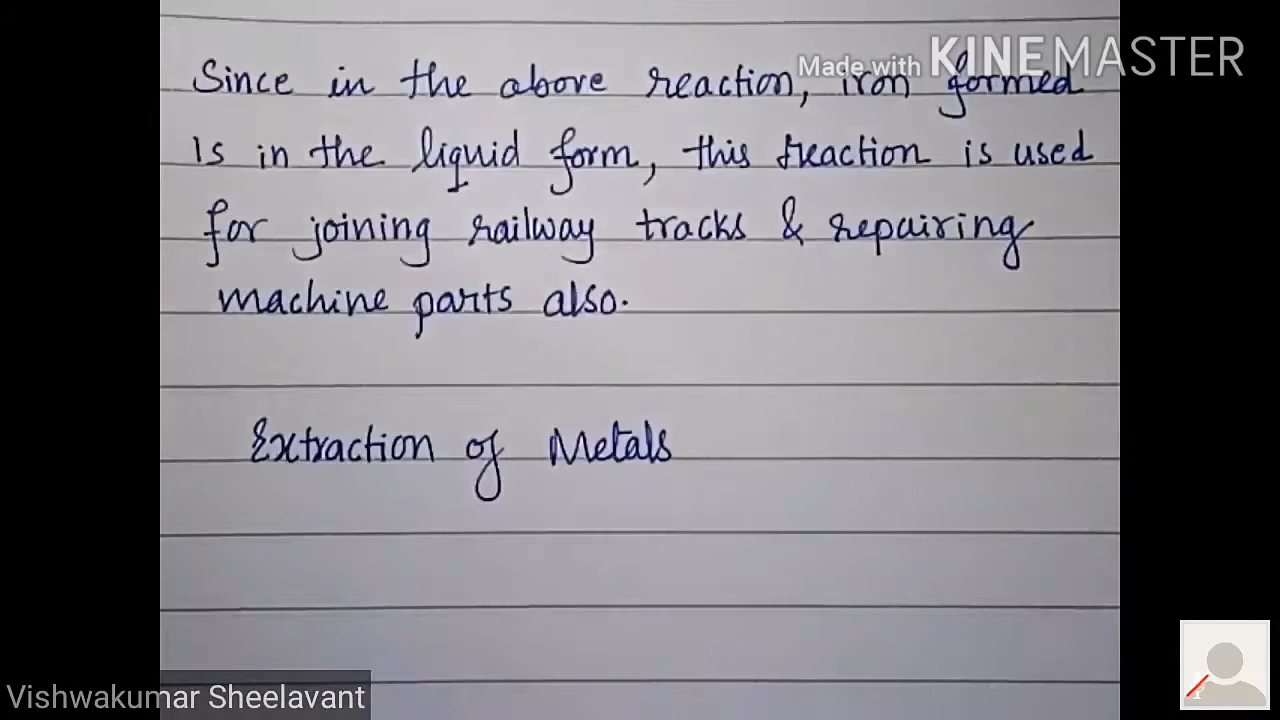 Made with KINEMASTER
Since in the above reaction, iron formed
is in the liquid form, this reaction is used
for joining railway tracks & repairing
machine parts also.
Extraction of Metals
Vishwakumar Sheelavant